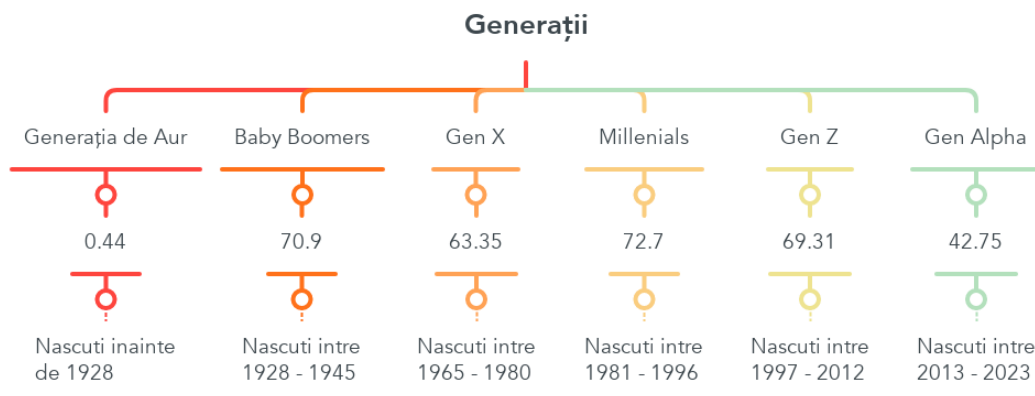 Generații
Generația de Aur
Baby Boomers
Gen X
Millenials
Gen Z
Gen Alpha
0.44
70.9
63.35
72.7
69.31
42.75
Nascuti inainte
de 1928
Nascuti intre
1928 - 1945
Nascuti intre
1965 - 1980
Nascuti intre
1981 - 1996
Nascuti intre
1997 - 2012
Nascuti intre
2013 - 2023